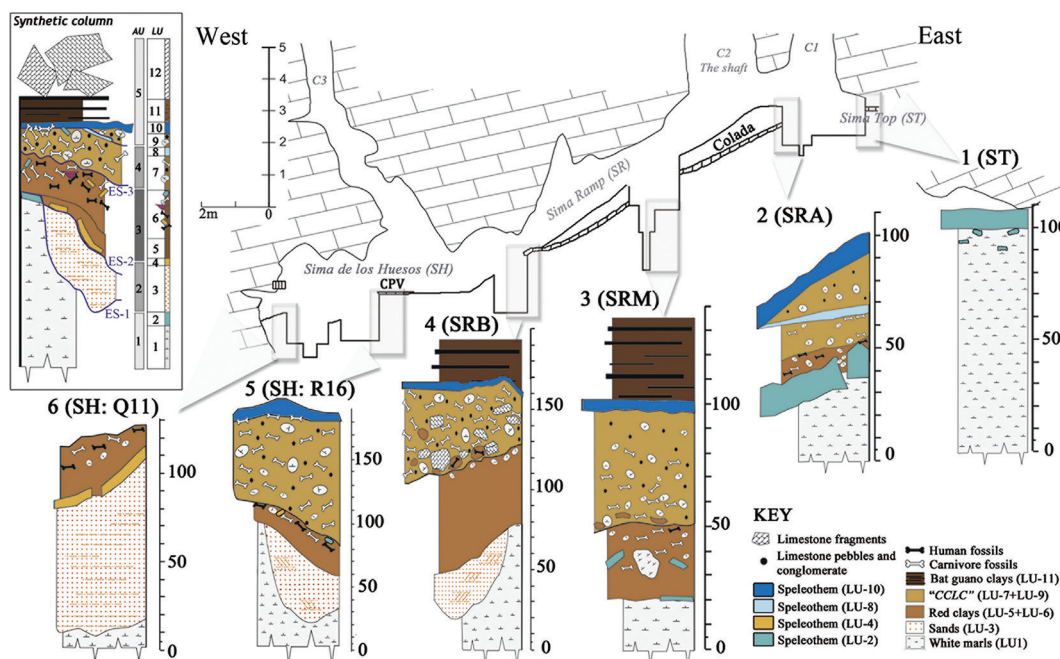 Synthetic column
AU
LU
5
4
3
2
1
12
11
10
9
8
7
6
5
4
3
2
1
ES-3
ES-2
ES-1
West
East
5
4
3
2
1
2m
0
C3
C2
The shaft
C1
Sima Top (ST)
Colada
Sima Ramp (SR)
Sima de los Huesos (SH)
CPV
1 (ST)
100
50
0
2 (SRA)
100
50
0
3 (SRM)
100
50
0
4 (SRB)
150
100
50
0
5 (SH: R16)
150
100
50
0
6 (SH: Q11)
100
50
0
KEY
Limestone fragments
Limestone pebbles and
conglomerate
Speleothem (LU-10)
Speleothem (LU-8)
Speleothem (LU-4)
Speleothem (LU-2)
Human fossils
Carnivore fossils
Bat guano clays (LU-11)
“CCLC” (LU-7+LU-9)
Red clays (LU-5+LU-6)
Sands (LU-3)
White marls (LU1)